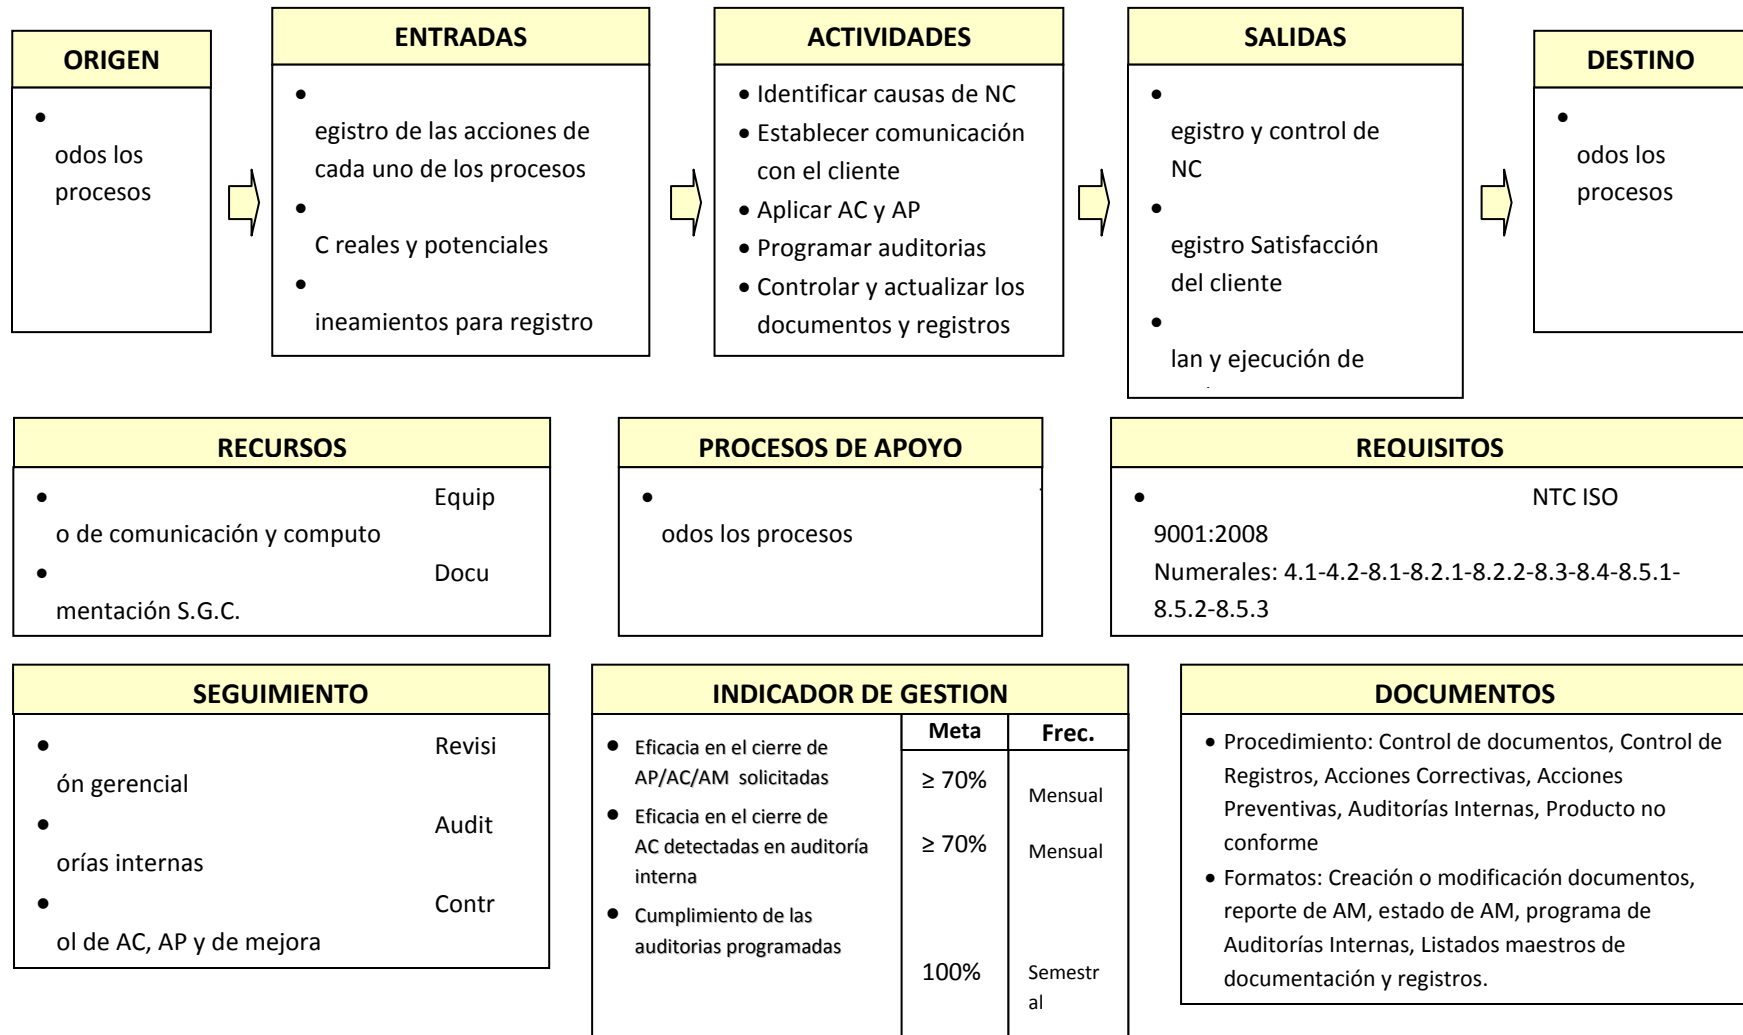 ORIGEN
• 
odos los
procesos
ENTRADAS
• 
egistro de las acciones de
cada uno de los procesos
• 
C reales y potenciales
• 
ineamientos para registro
ACTIVIDADES
• Identificar causas de NC
• Establecer comunicación
con el cliente
• Aplicar AC y AP
• Programar auditorias
• Controlar y actualizar los
documentos y registros
SALIDAS
• 
egistro y control de
NC
• 
egistro Satisfacción
del cliente
• 
lan y ejecución de
DESTINO
• 
odos los
procesos
RECURSOS
• Equip
o de comunicación y computo
• Docu
mentación S.G.C.
PROCESOS DE APOYO
• 
odos los procesos
REQUISITOS
• NTC ISO
9001:2008
Numerales: 4.1-4.2-8.1-8.2.1-8.2.2-8.3-8.4-8.5.1-
8.5.2-8.5.3
SEGUIMIENTO
• Revisi
ón gerencial
• Audit
orías internas
• Contr
ol de AC, AP y de mejora
INDICADOR DE GESTION
Meta Frec.
• Eficacia en el cierre de
AP/AC/AM solicitadas
≥ 70% Mensual
• Eficacia en el cierre de
AC detectadas en auditoría
interna
≥ 70% Mensual
• Cumplimiento de las
auditorias programadas
100% Semestr
al
DOCUMENTOS
• Procedimiento: Control de documentos, Control de
Registros, Acciones Correctivas, Acciones
Preventivas, Auditorías Internas, Producto no
conforme
• Formatos: Creación o modificación documentos,
reporte de AM, estado de AM, programa de
Auditorías Internas, Listados maestros de
documentación y registros.